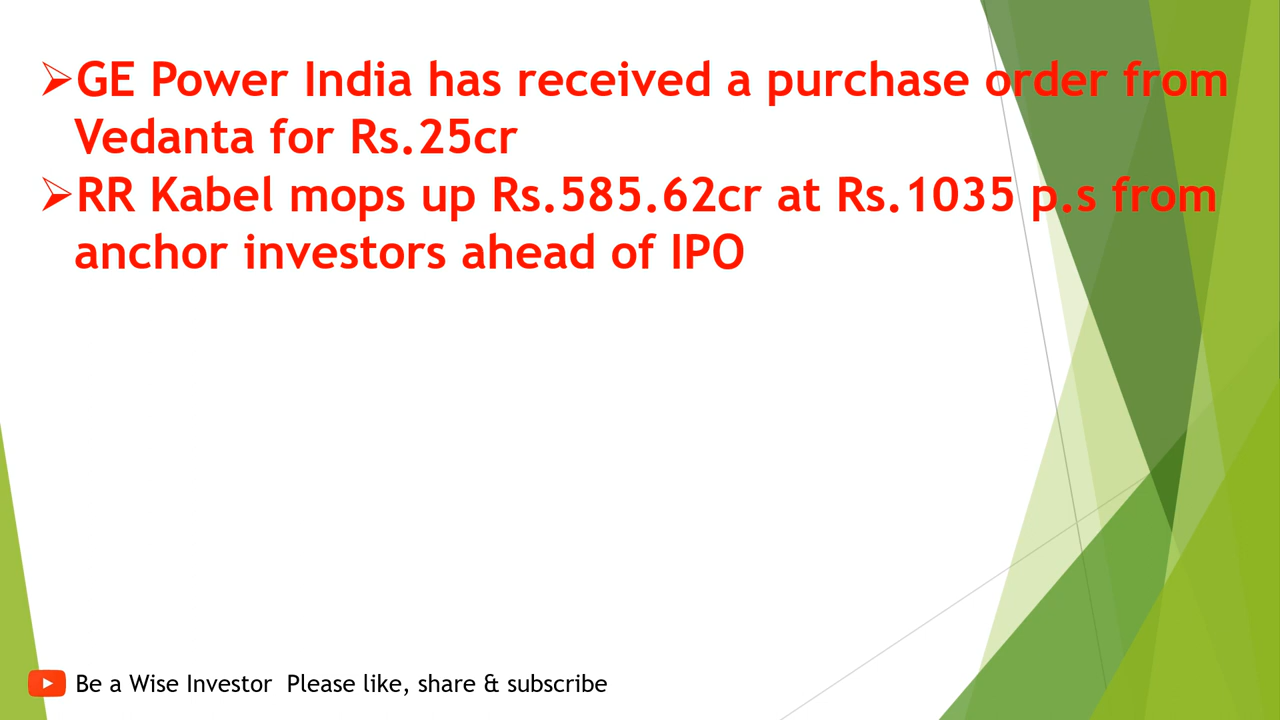 ➢GE Power India has received a purchase order from
Vedanta for Rs.25cr
➢RR Kabel mops up Rs.585.62cr at Rs.1035 p.s from
anchor investors ahead of IPO
Be a Wise Investor  Please like, share & subscribe